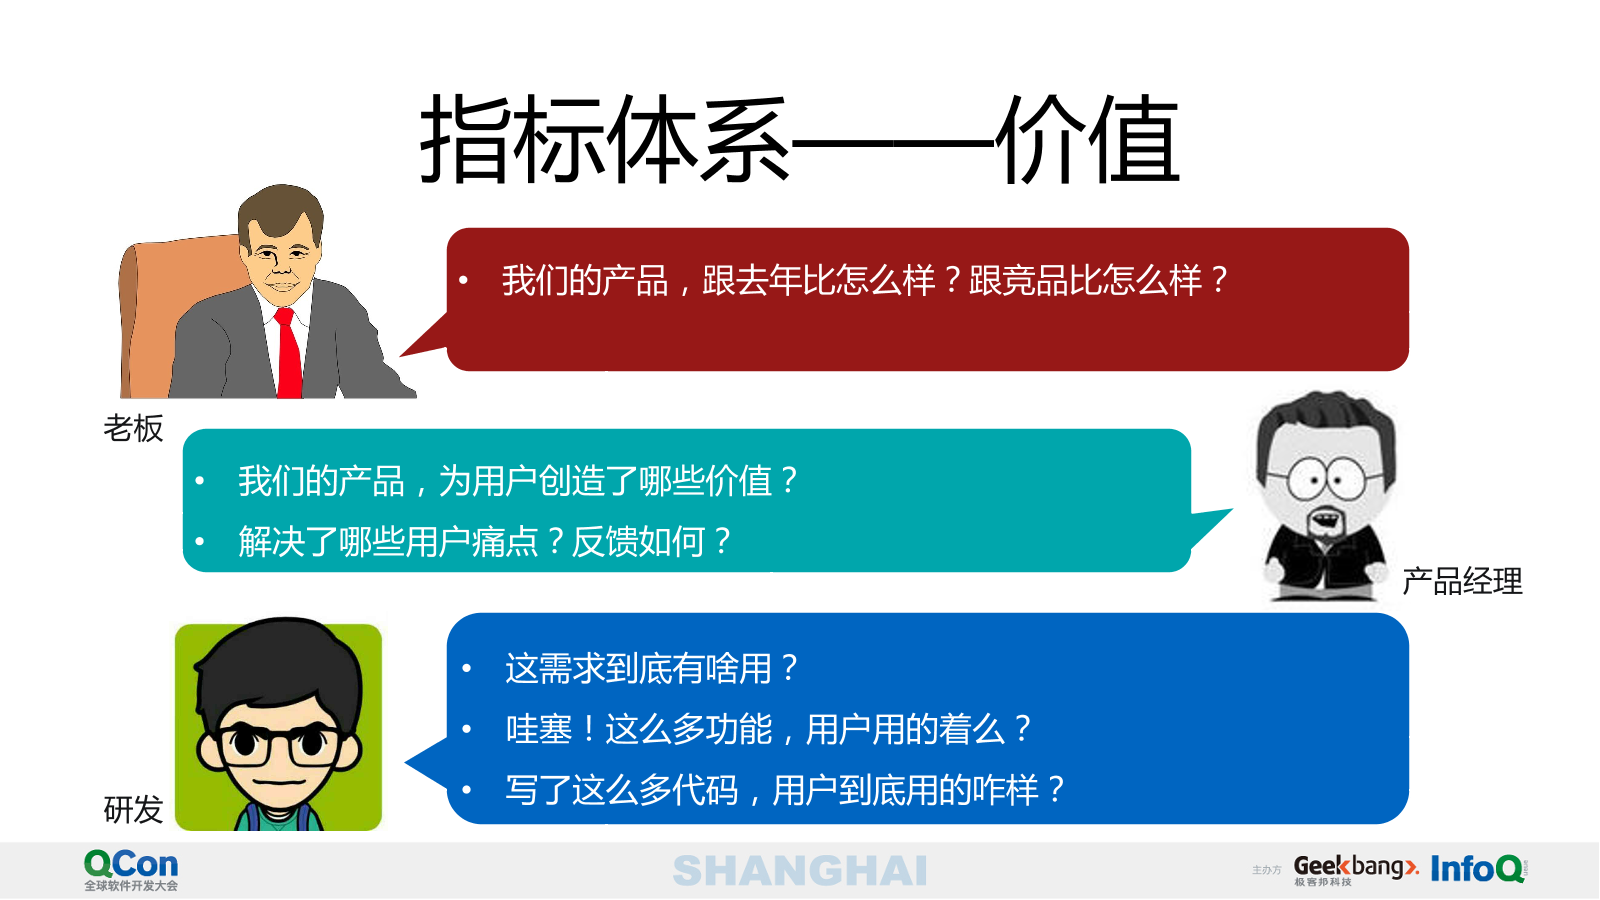 指标体系——价值
• 我们的产品，跟去年比怎么样？跟竞品比怎么样？
老板
• 我们的产品，为用户创造了哪些价值？
• 解决了哪些用户痛点？反馈如何？
产品经理
• 这需求到底有啥用？
• 哇塞！这么多功能，用户用的着么？
• 写了这么多代码，用户到底用的咋样？
研发
QCon
全球软件开发大会
SHANGHAI
主办方
Geekbang>.
极客邦科技
InfoQ